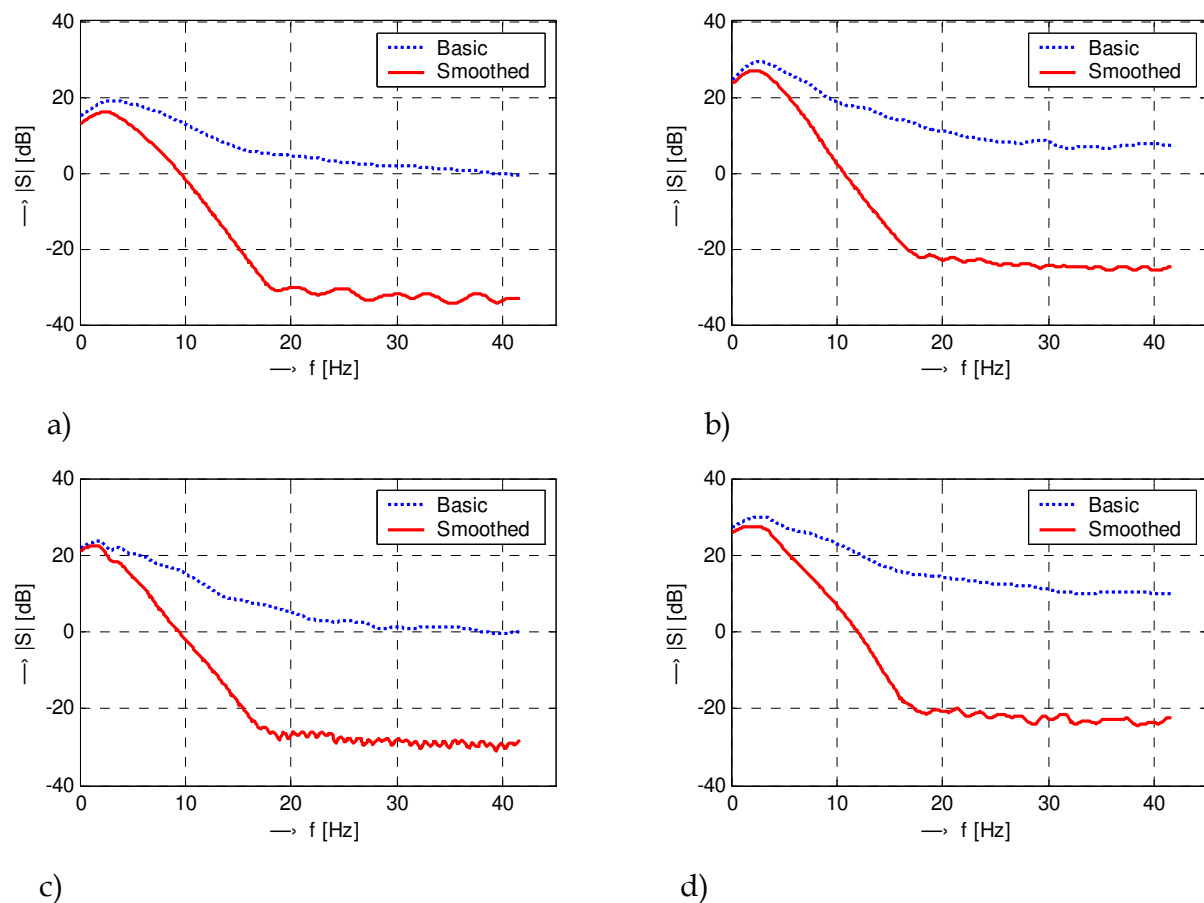 40
20
0
-20
-40
0 10 20 30 40
⟶ |S| [dB]
⟶ f [Hz]
Basic
Smoothed
a)
40
20
0
-20
-40
0 10 20 30 40
⟶ |S| [dB]
⟶ f [Hz]
Basic
Smoothed
b)
40
20
0
-20
-40
0 10 20 30 40
⟶ |S| [dB]
⟶ f [Hz]
Basic
Smoothed
c)
40
20
0
-20
-40
0 10 20 30 40
⟶ |S| [dB]
⟶ f [Hz]
Basic
Smoothed
d)